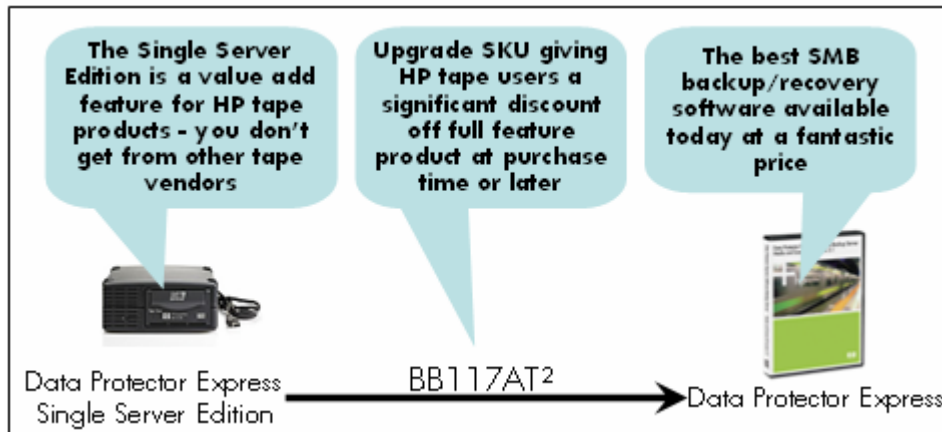 The Single Server
Edition is a value add
feature for HP tape
products - you don't
get from other tape
vendors
Upgrade SKU giving
HP tape users a
significant discount
off full feature
product at purchase
time or later
The best SMB
backup/recovery
software available
today at a fantastic
price
Data Protector Express
Single Server Edition
BB117AT²
Data Protector Express